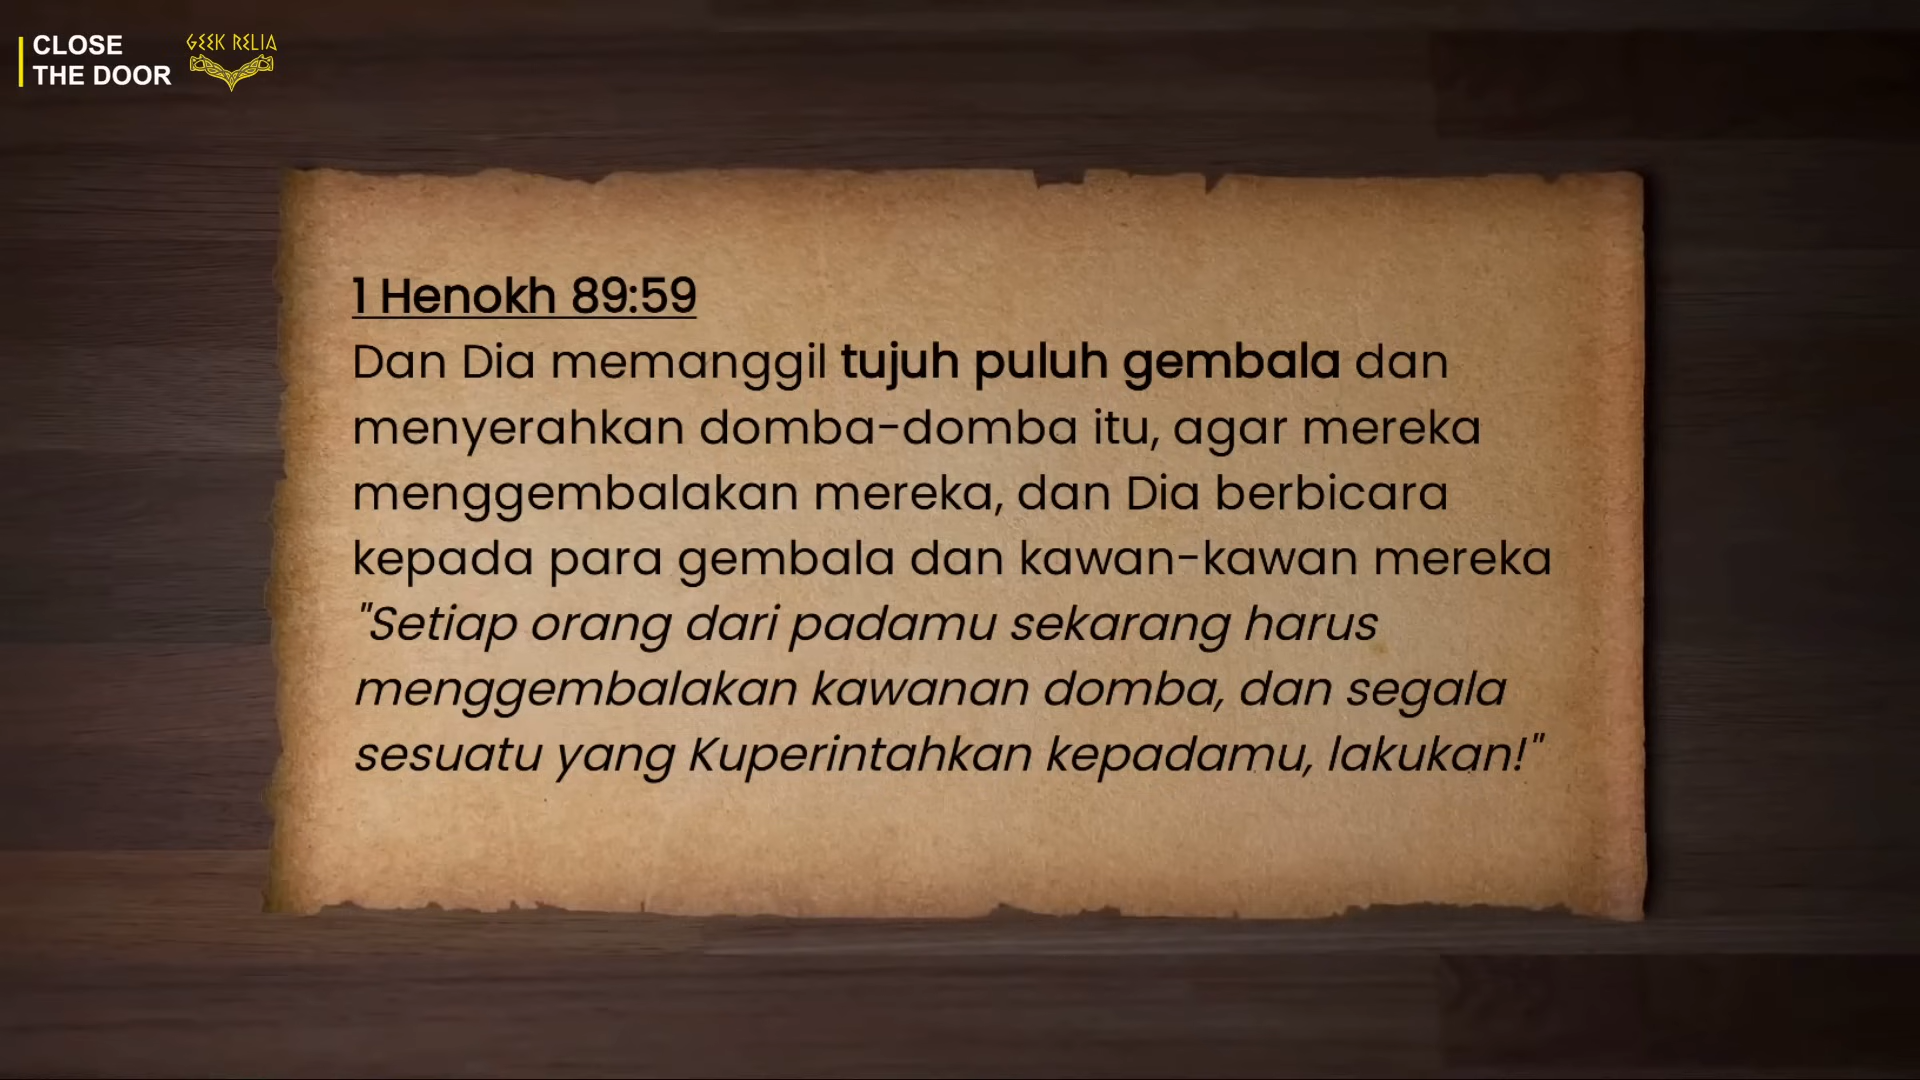 CLOSE
THE DOOR
GEEK RELIA
1 Henokh 89:59
Dan Dia memanggil tujuh puluh gembala dan
menyerahkan domba-domba itu, agar mereka
menggembalakan mereka, dan Dia berbicara
kepada para gembala dan kawan-kawan mereka
"Setiap orang dari padamu sekarang harus
menggembalakan kawanan domba, dan segala
sesuatu yang Kuperintahkan kepadamu, lakukan!"